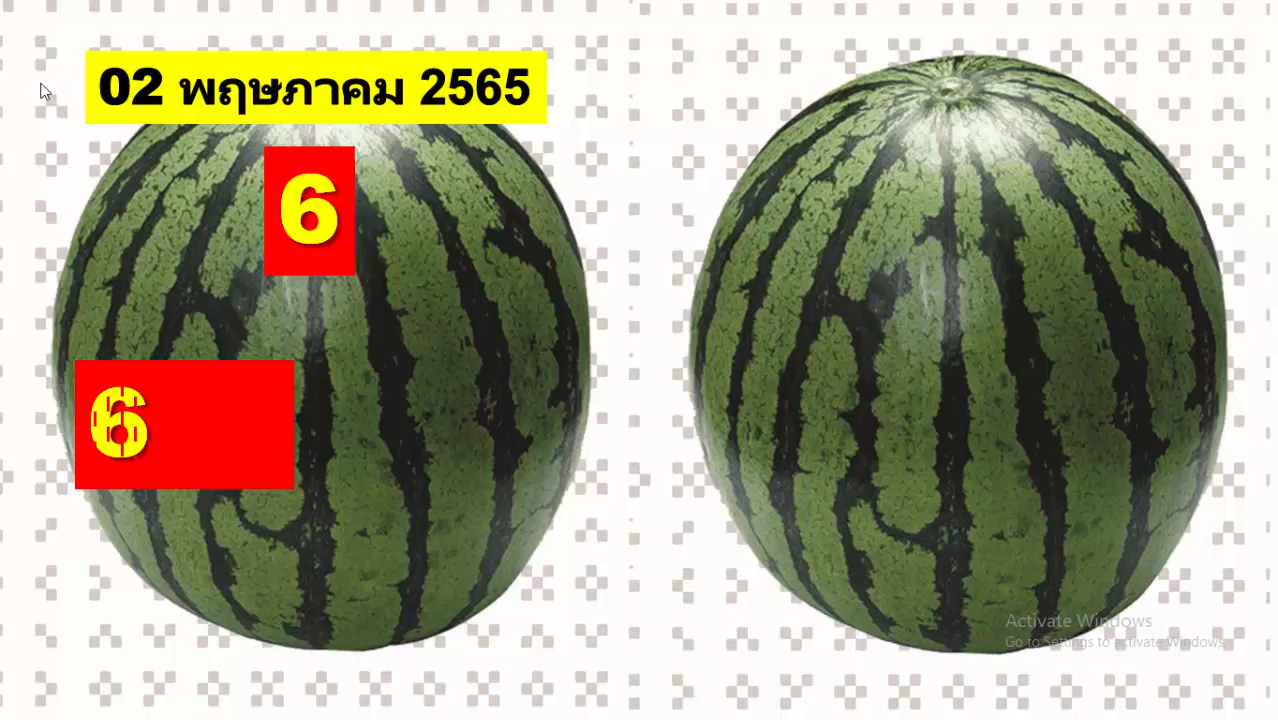 02 พฤษภาคม 2565
6
6
Activate Windows
Go to Settings to activate Windows.